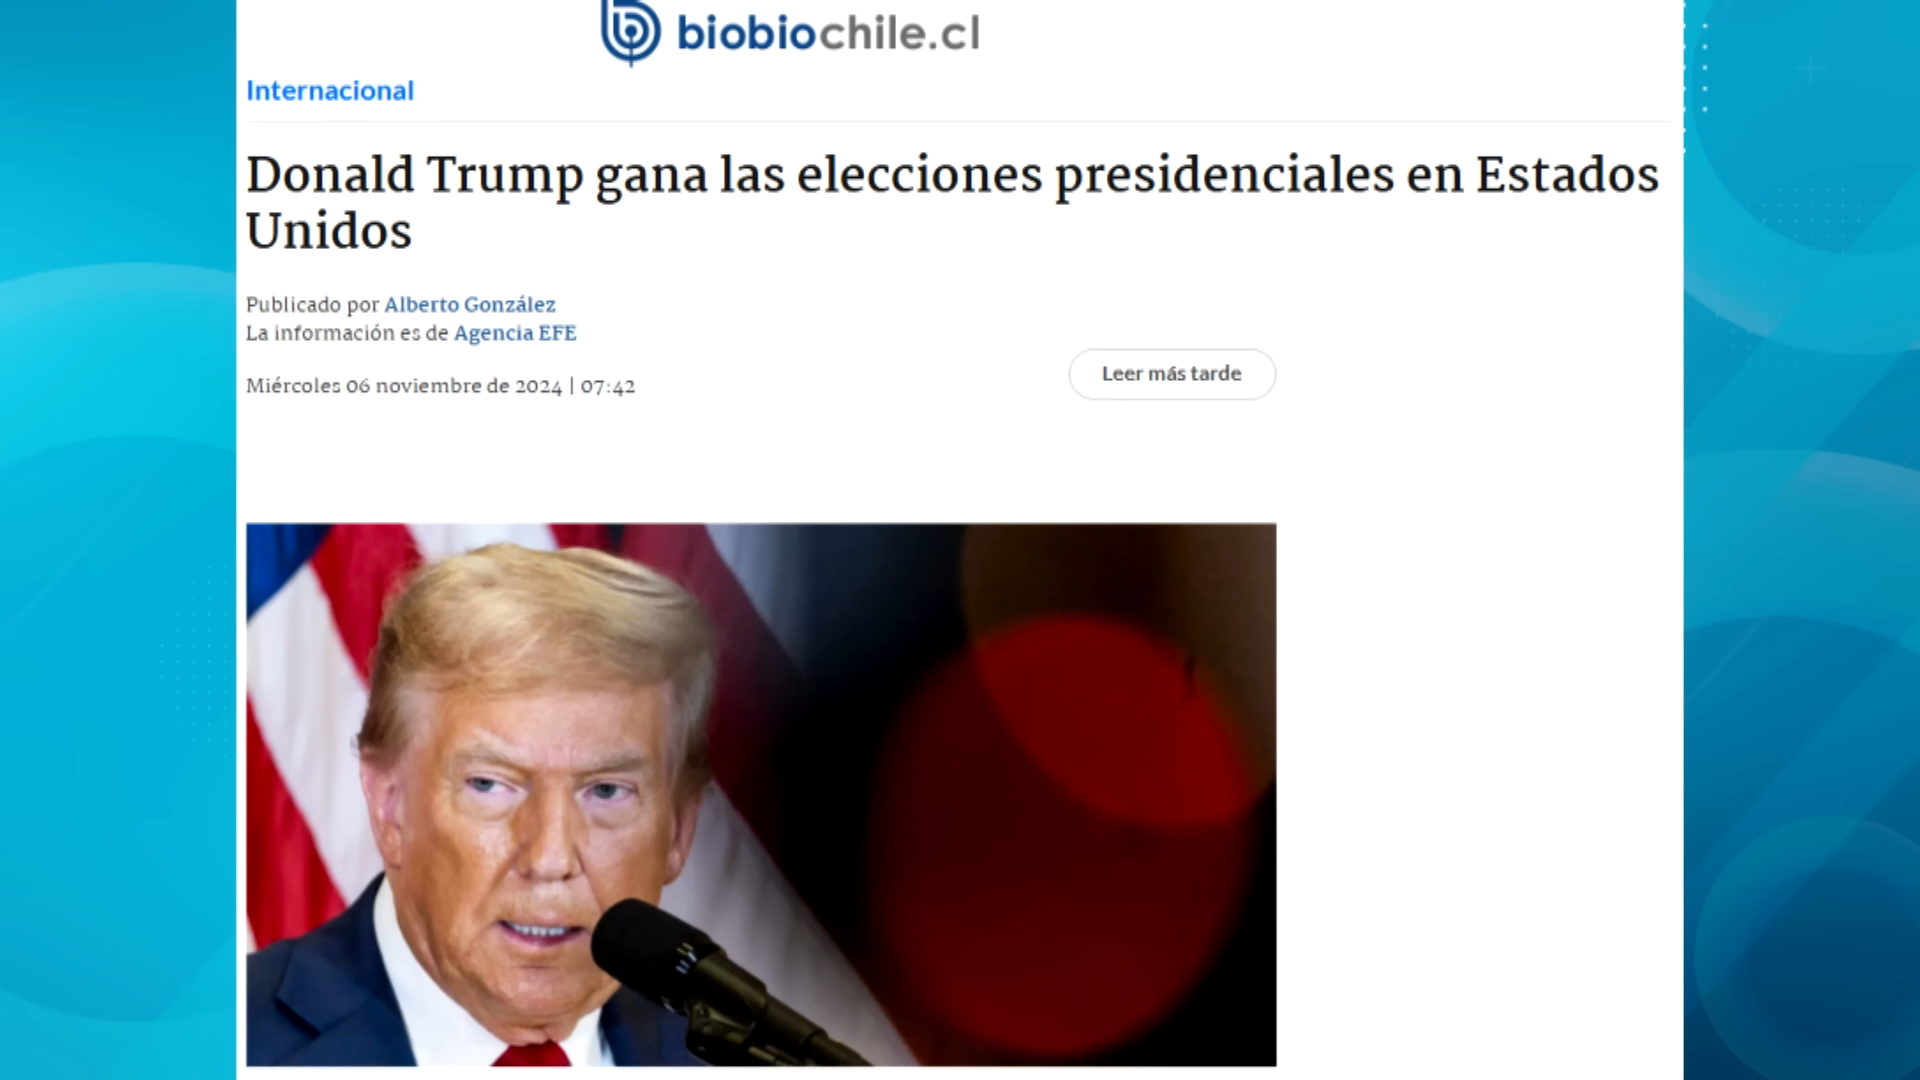 biobiochile.cl
Internacional
Donald Trump gana las elecciones presidenciales en Estados
Unidos
Publicado por Alberto González
La información es de Agencia EFE
Leer más tarde
Miércoles 06 noviembre de 2024 | 07:42